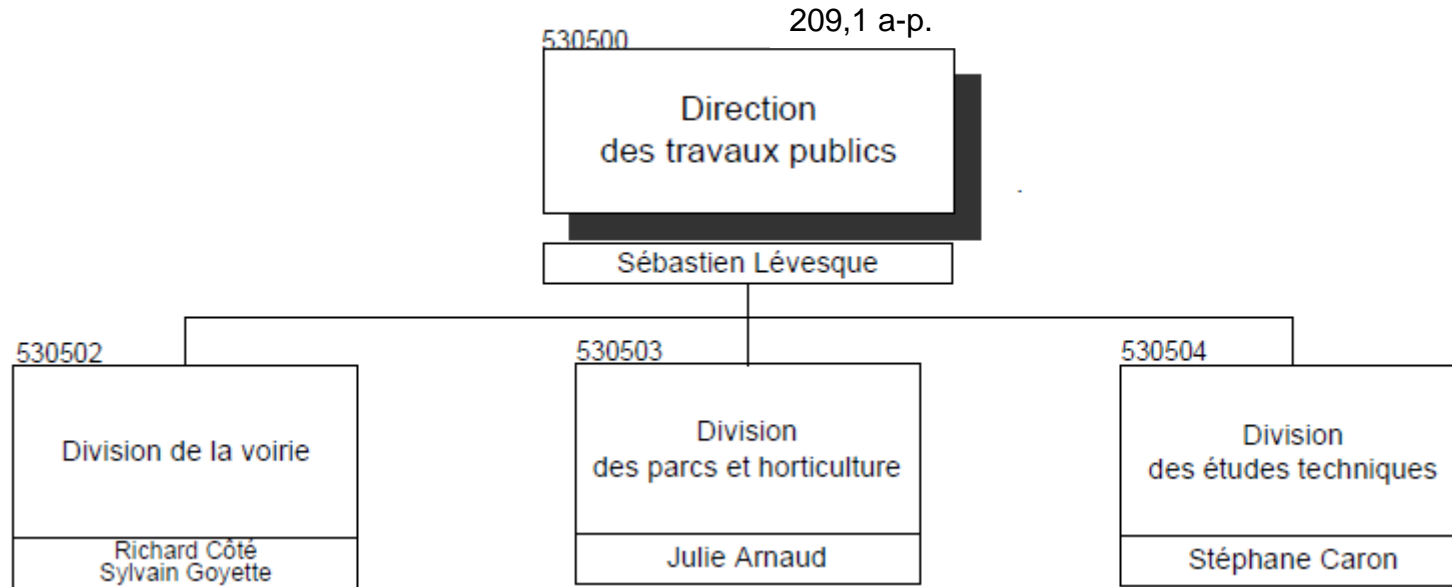 209,1 a-p.
530500
Direction
des travaux publics
Sébastien Lévesque
530502
Division de la voirie
Richard Côté
Sylvain Goyette
530503
Division
des parcs et horticulture
Julie Arnaud
530504
Division
des études techniques
Stéphane Caron